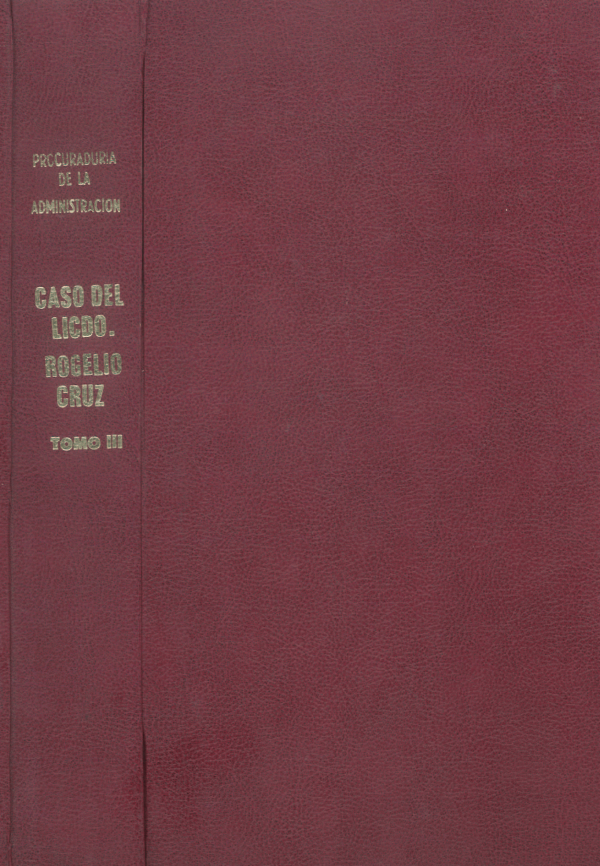 PROCURADURIA
DE LA
ADMINISTRACION
CASO DEL
LICDO.
ROGELIO
CRUZ
TOMO III